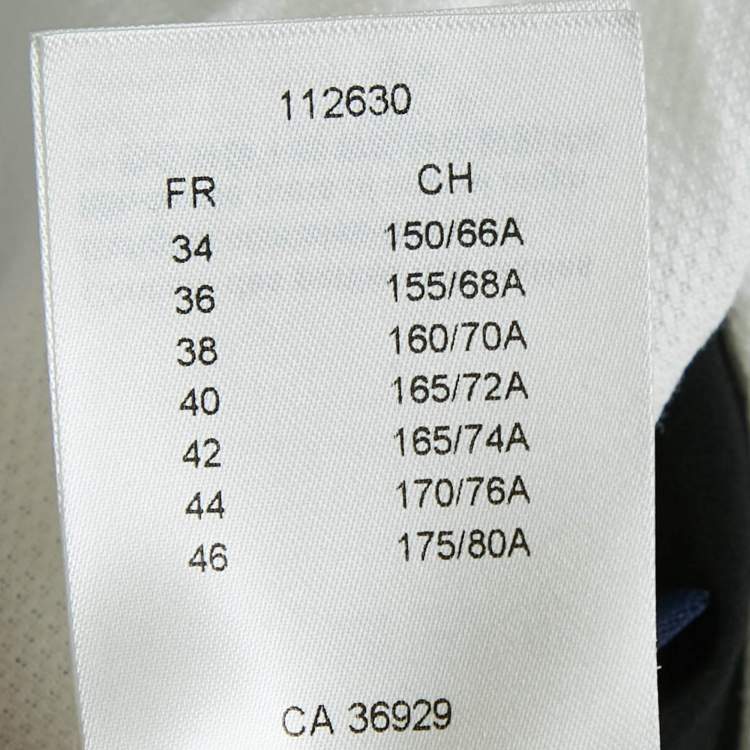 112630
FR CH
34 150/66A
36 155/68A
38 160/70A
40 165/72A
42 165/74A
44 170/76A
46 175/80A
CA 36929